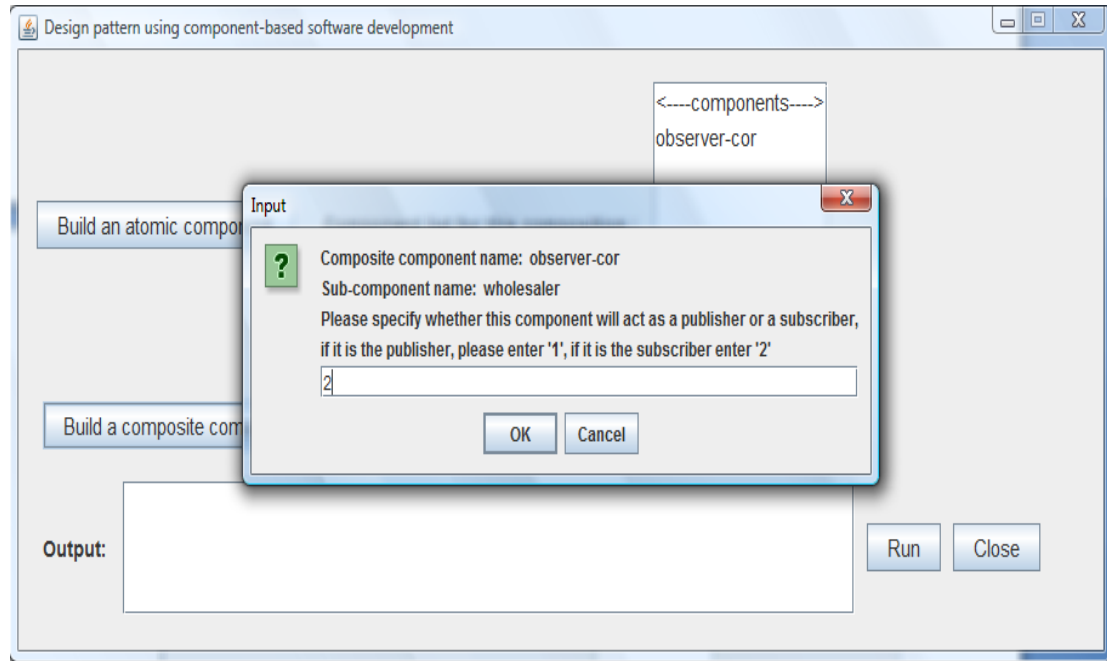 Design pattern using component-based software development
<----components---->
observer-cor
Build an atomic compon
Input
Composite component name: observer-cor
Sub-component name: wholesaler
Please specify whether this component will act as a publisher or a subscriber,
if it is the publisher, please enter '1', if it is the subscriber enter '2'
2
OK Cancel
Build a composite com
Output:
Run Close